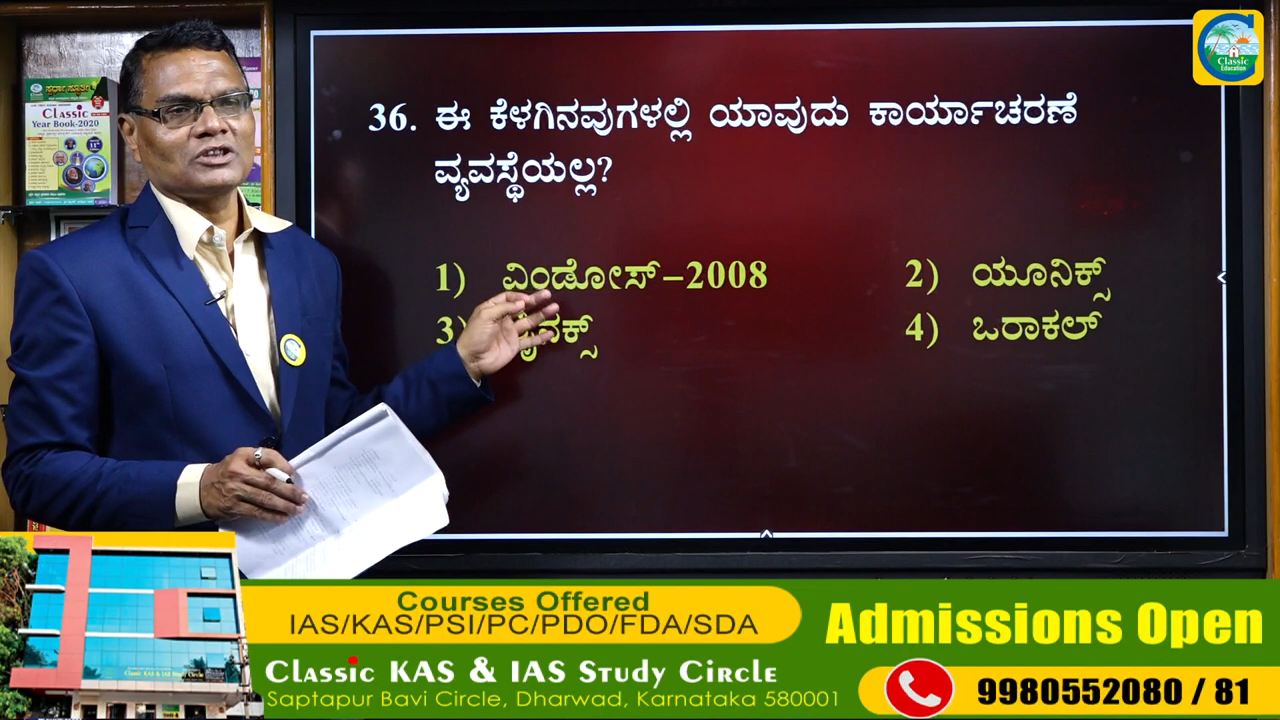 ಸ್ಪರ್ಧಾ ಸ್ಫೂರ್ತಿ
Classic
Year Book-2020
Classic
Education
36. ಈ ಕೆಳಗಿನವುಗಳಲ್ಲಿ ಯಾವುದು ಕಾರ್ಯಾಚರಣೆ
ವ್ಯವಸ್ಥೆಯಲ್ಲ?
1) ವಿಂಡೋಸ್-2008
2) ಯೂನಿಕ್ಸ್
3)
4) ಒರಾಕಲ್
Courses Offered
IAS/KAS/PSI/PC/PDO/FDA/SDA
Admissions Open
Classic KAS & IAS Study Circle
Saptapur Bavi Circle, Dharwad, Karnataka 580001
9980552080 / 81